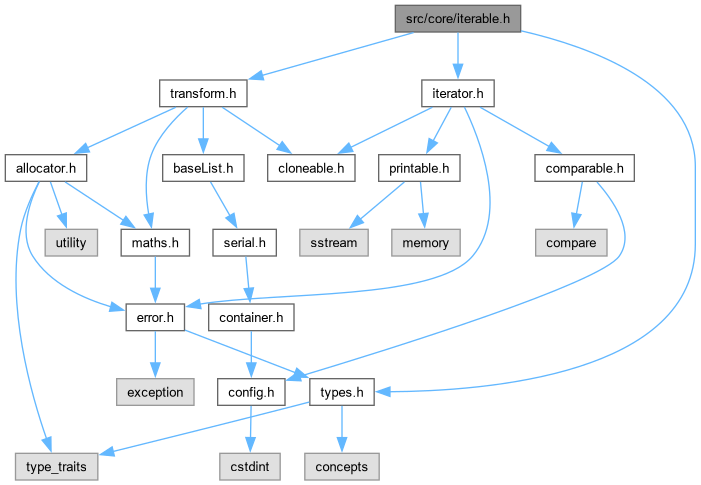 src/core/iterable.h
transform.h
iterator.h
allocator.h
baseList.h
cloneable.h
printable.h
comparable.h
utility
maths.h
serial.h
sstream
memory
compare
error.h
container.h
exception
config.h
types.h
type_traits
cstdint
concepts